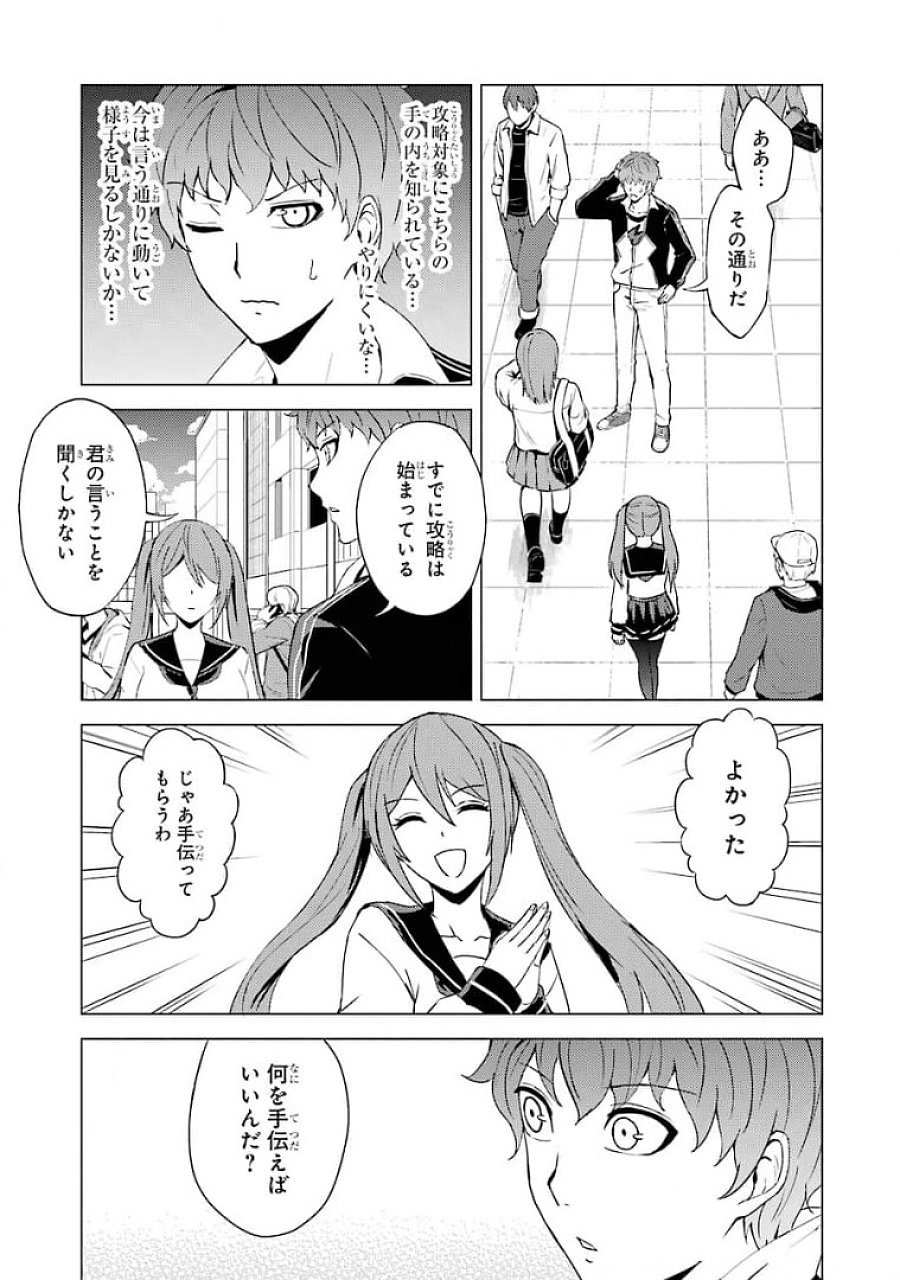 ああ…
その通りだ
攻略対象にこちらの
手の内を知られている…
やりにくいな…
今は言う通りに動いて
様子を見るしかないか…
すでに攻略は
始まっている
君の言うことを
聞くしかない
よかった
じゃあ手伝って
もらうわ
何を手伝えば
いいんだ？